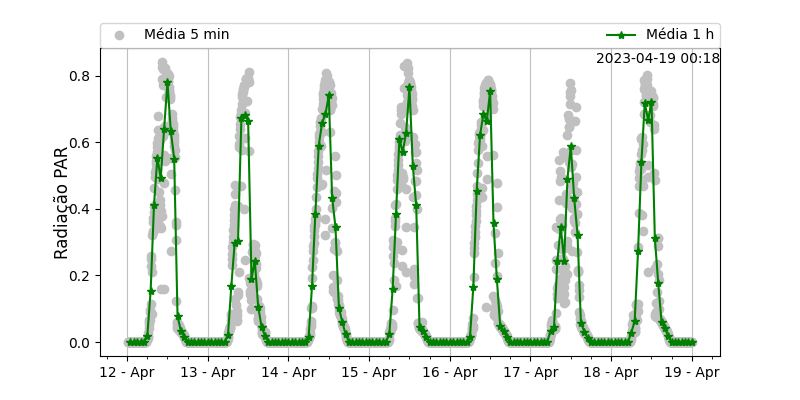 Média 5 min
Média 1 h
2023-04-19 00:18
Radiação PAR
0.8
0.6
0.4
0.2
0.0
12 - Apr
13 - Apr
14 - Apr
15 - Apr
16 - Apr
17 - Apr
18 - Apr
19 - Apr